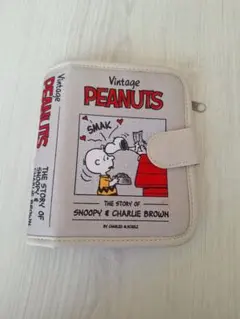 Vintage
PEANUTS
THE STORY OF
SNOOPY &
CHARLIE BROWN
Vintage
PEANUTS
SMAK
THE STORY OF
SNOOPY & CHARLIE BROWN
BY CHARLES M.SCHULZ